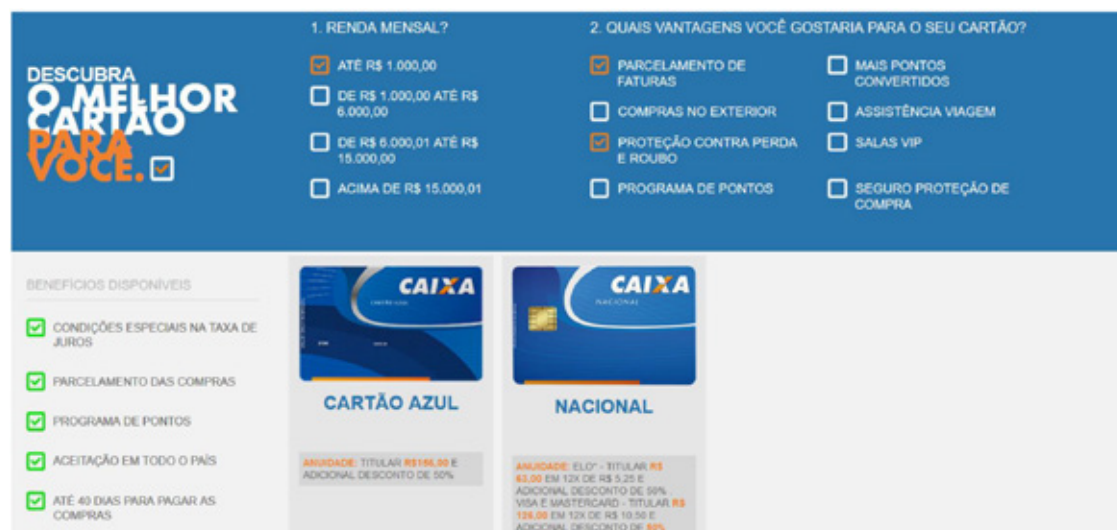 DESCUBRA
O MELHOR
CARTÃO
PARA
VOCÊ.
1. RENDA MENSAL?
ATÉ R$ 1.000,00
DE R$ 1.000,00 ATÉ R$
6.000,00
DE R$ 6.000,01 ATÉ R$
15.000,00
ACIMA DE R$ 15.000,01
2. QUAIS VANTAGENS VOCÊ GOSTARIA PARA O SEU CARTÃO?
PARCELAMENTO DE
FATURAS
COMPRAS NO EXTERIOR
PROTEÇÃO CONTRA PERDA
E ROUBO
PROGRAMA DE PONTOS
MAIS PONTOS
CONVERTIDOS
ASSISTÊNCIA VIAGEM
SALAS VIP
SEGURO PROTEÇÃO DE
COMPRA
BENEFÍCIOS DISPONÍVEIS
CONDIÇÕES ESPECIAIS NA TAXA DE
JUROS
PARCELAMENTO DAS COMPRAS
PROGRAMA DE PONTOS
ACEITAÇÃO EM TODO O PAÍS
ATÉ 40 DIAS PARA PAGAR AS
COMPRAS
CAIXA
CARTÃO AZUL
CARTÃO AZUL
ANUIDADE: TITULAR R$156,00 E
ADICIONAL DESCONTO DE 50%
CAIXA
NACIONAL
NACIONAL
ANUIDADE: ELO* - TITULAR R$
63,00 EM 12X DE R$ 5,25 E
ADICIONAL DESCONTO DE 50% .
VISA E MASTERCARD - TITULAR R$
126,00 EM 12X DE R$ 10,50 E
ADICIONAL DESCONTO DE 50%